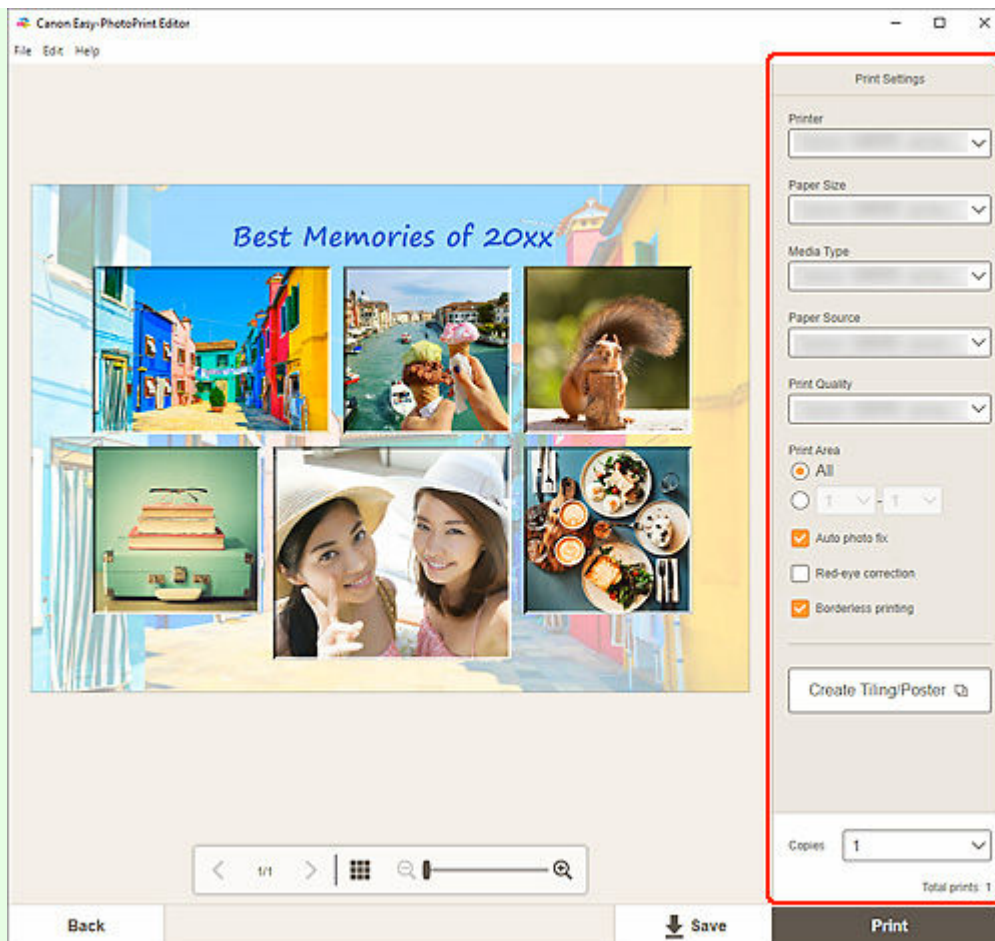 Canon Easy-PhotoPrint Editor
File Edit Help
Print Settings
Printer
Paper Size
Media Type
Paper Source
Print Quality
Print Area
All
1 - 1
Auto photo fix
Red-eye correction
Borderless printing
Create Tiling/Poster
Copies 1
Total prints 1
Best Memories of 20xx
1/1
Back
Save
Print